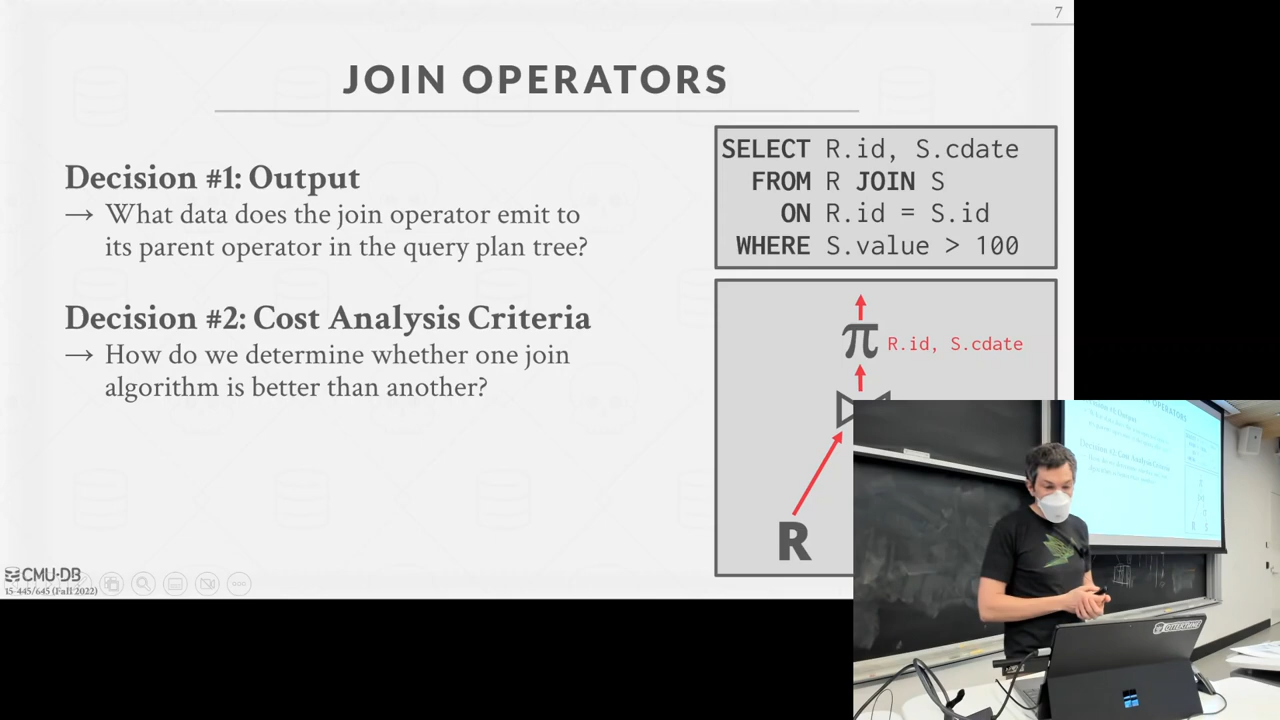 7
JOIN OPERATORS
Decision #1: Output
→ What data does the join operator emit to
its parent operator in the query plan tree?
Decision #2: Cost Analysis Criteria
→ How do we determine whether one join
algorithm is better than another?
SELECT R.id, S.cdate
FROM R JOIN S
ON R.id = S.id
WHERE S.value > 100
π R.id, S.cdate
R
CMU·DB
15-445/645 (Fall 2022)